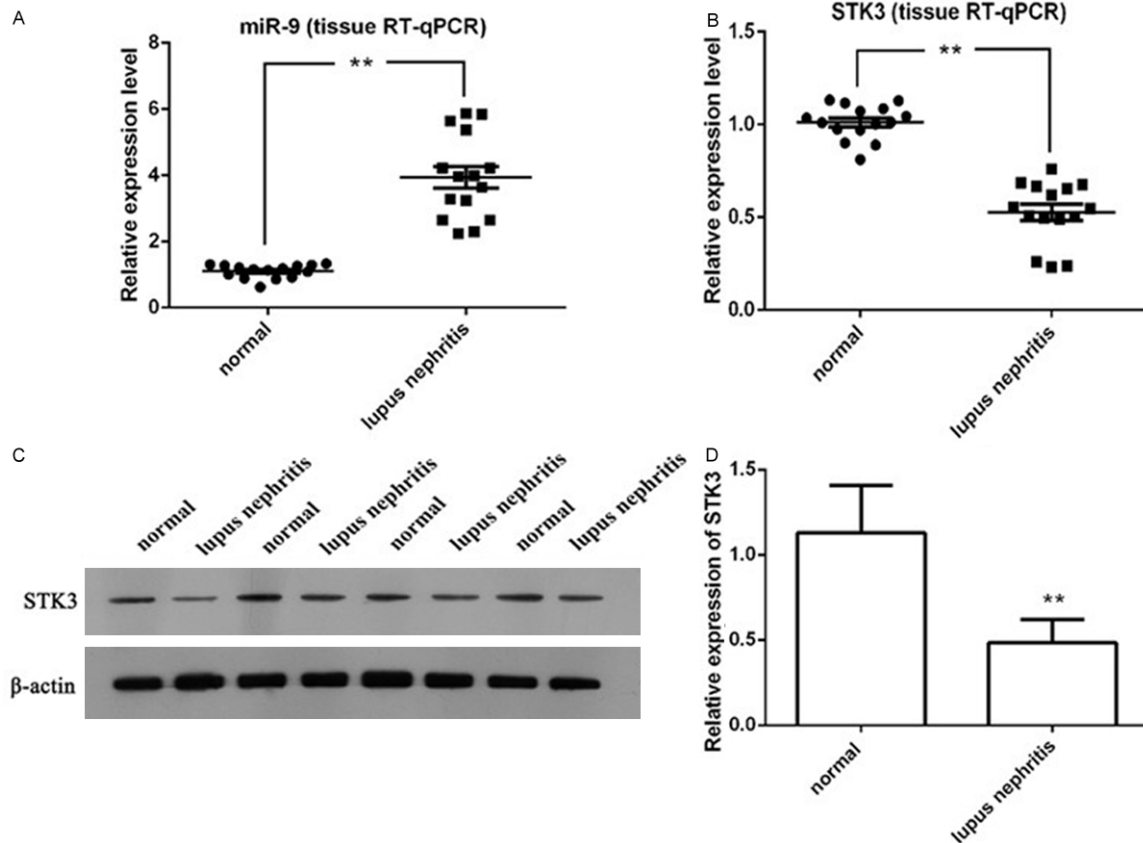 A
miR-9 (tissue RT-qPCR)
Relative expression level
8
6
4
2
0
**
normal
lupus nephritis
B
STK3 (tissue RT-qPCR)
Relative expression level
1.5
1.0
0.5
0.0
**
normal
lupus nephritis
C
normal
lupus nephritis
normal
lupus nephritis
normal
lupus nephritis
normal
lupus nephritis
STK3
β-actin
D
Relative expression of STK3
1.5
1.0
0.5
0.0
**
normal
lupus nephritis